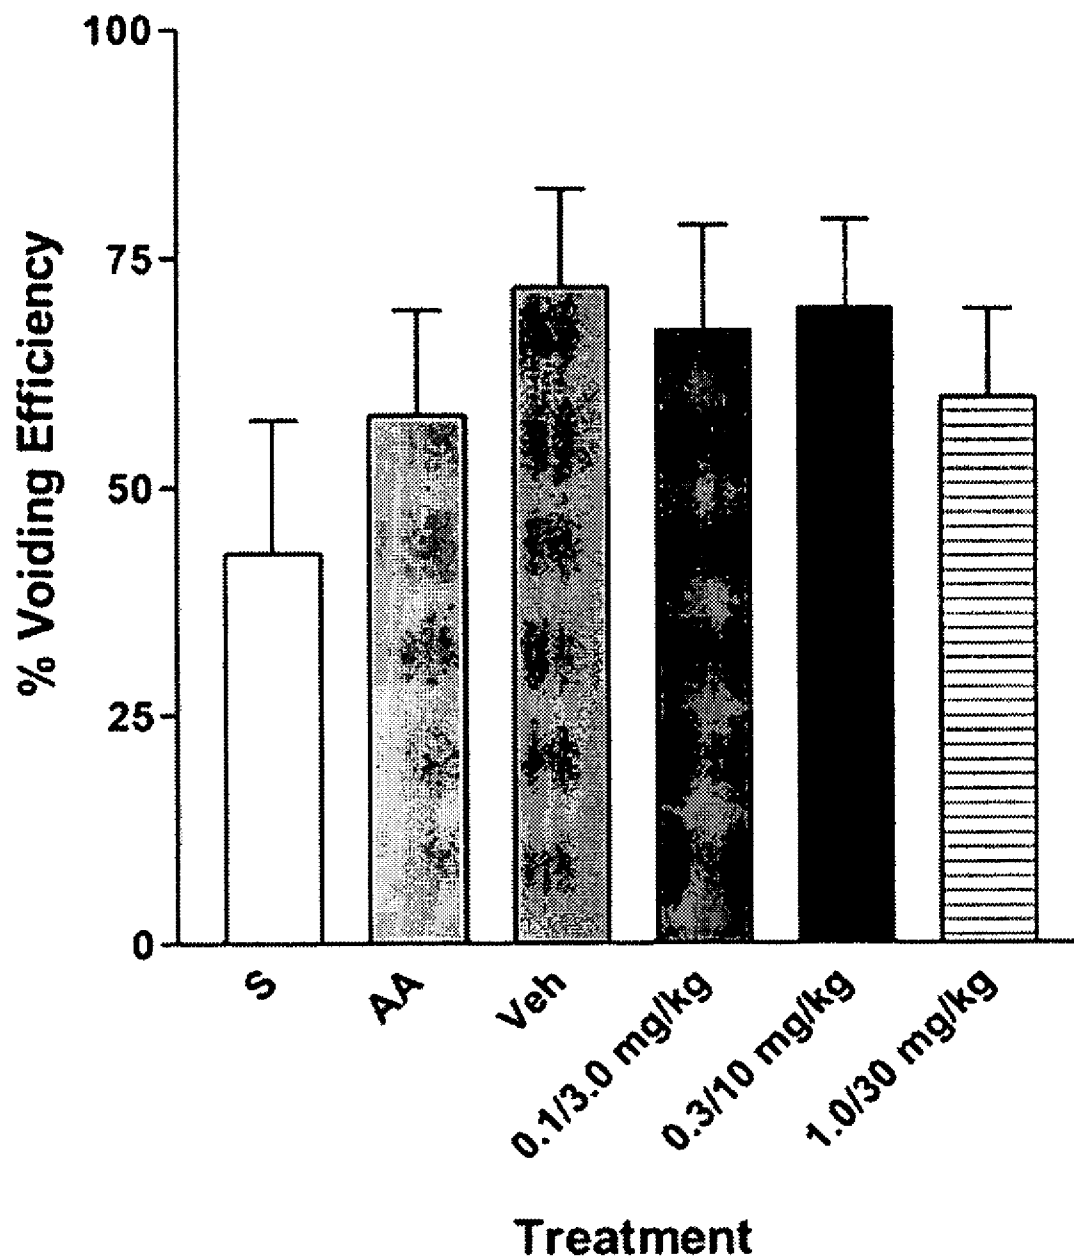 % Voiding Efficiency
100
75
50
25
0
S
AA
Veh
0.1/3.0 mg/kg
0.3/10 mg/kg
1.0/30 mg/kg
Treatment